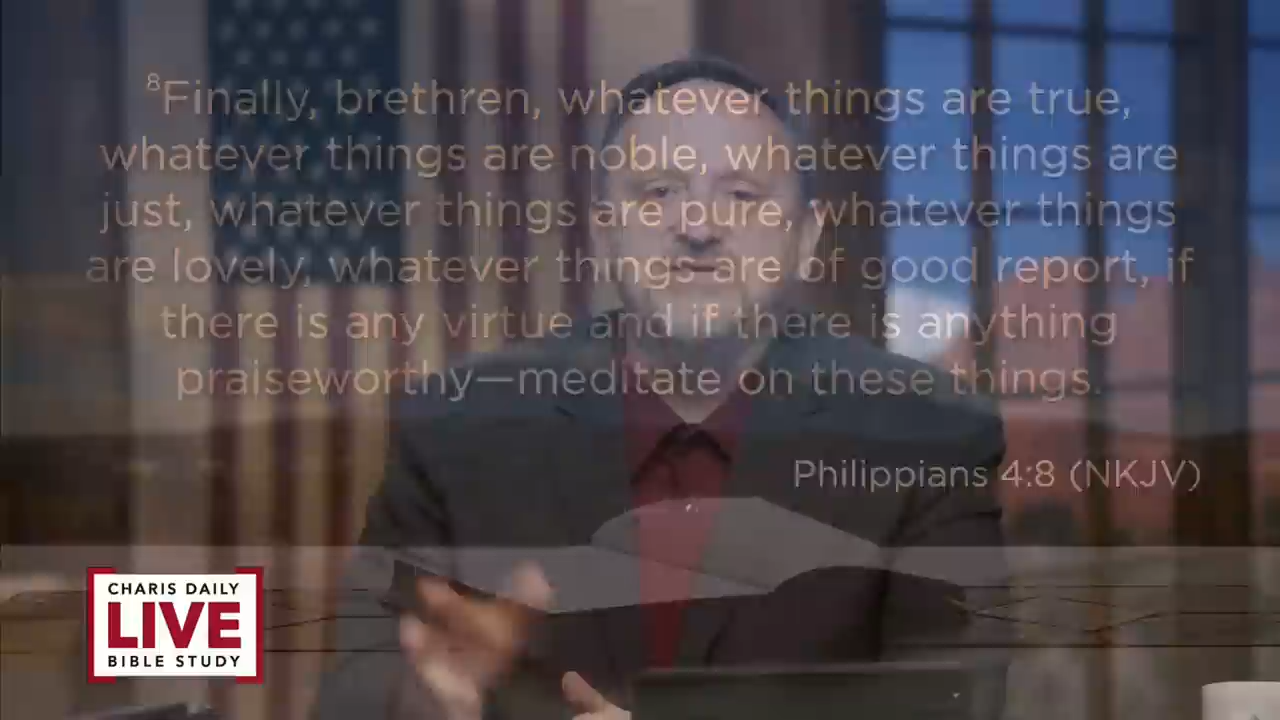 ⁸Finally, brethren, whatever things are true,
whatever things are noble, whatever things are
just, whatever things are pure, whatever things
are lovely, whatever things are of good report, if
there is any virtue and if there is anything
praiseworthy—meditate on these things.
Philippians 4:8 (NKJV)
CHARIS DAILY
LIVE
BIBLE STUDY